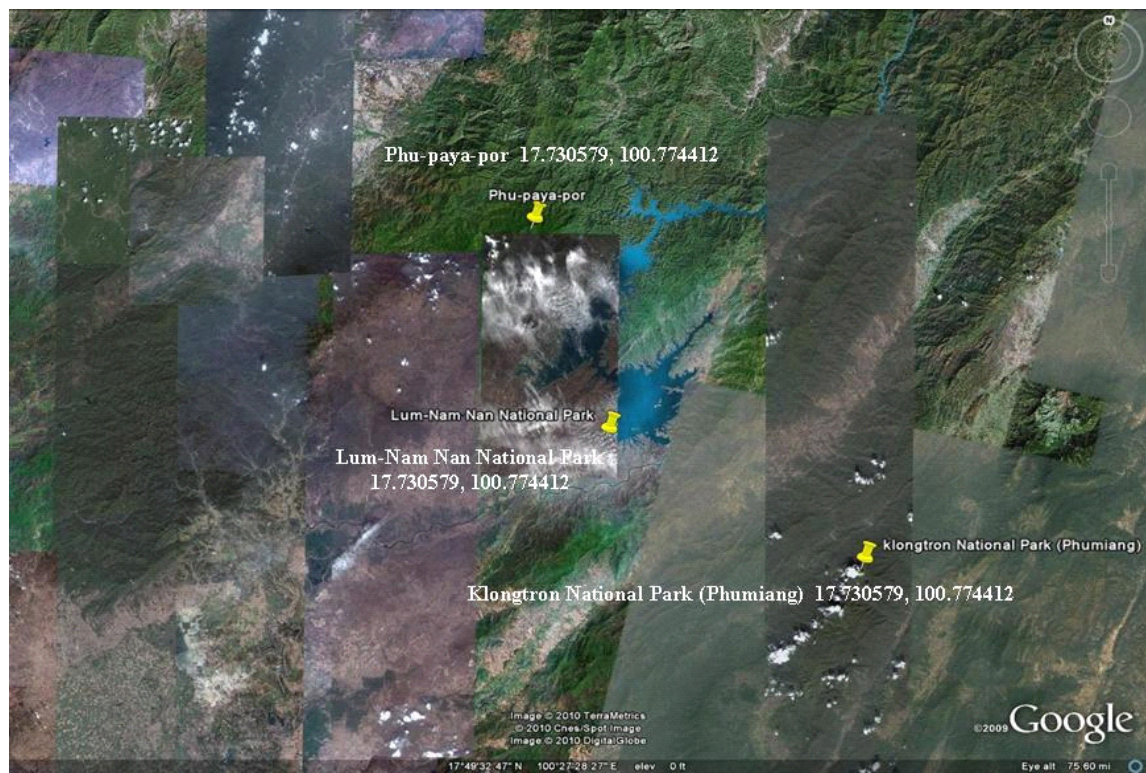 N
Phu-paya-por 17.730579, 100.774412
Phu-paya-por
Lum-Nam Nan National Park
Lum-Nam Nan National Park
17.730579, 100.774412
klongtron National Park (Phumiang)
Klongtron National Park (Phumiang) 17.730579, 100.774412
Image © 2010 TerraMetrics
© 2010 Cnes/Spot Image
Image © 2010 DigitalGlobe
©2009 Google
17°49'32.47" N 100°27'28.27" E elev 0 ft Eye alt 75.60 mi